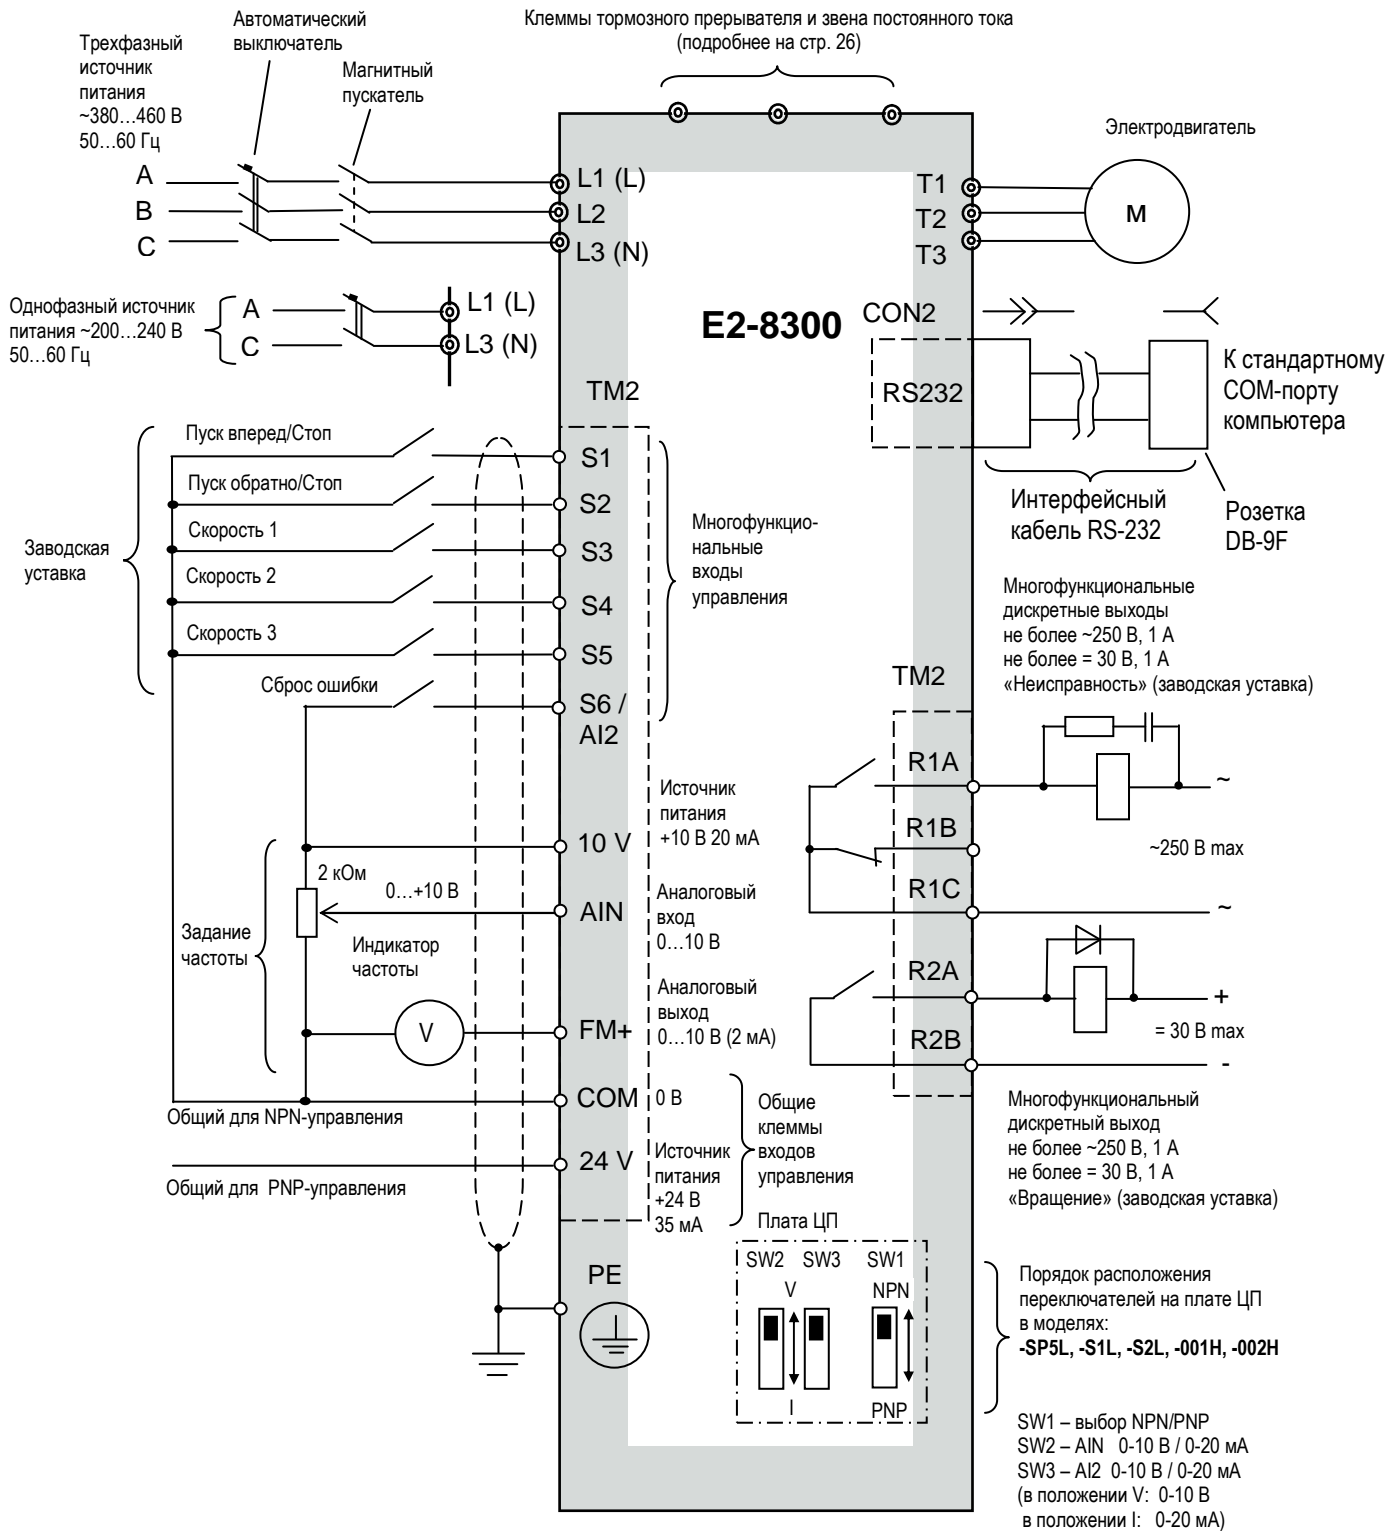 Клеммы тормозного прерывателя и звена постоянного тока
(подробнее на стр. 26)
Автоматический
выключатель
Трехфазный
источник
питания
~380…460 В
50…60 Гц
Магнитный
пускатель
Электродвигатель
A
B
C
L1 (L)
L2
L3 (N)
T1
T2
T3
M
Однофазный источник
питания ~200…240 В
50…60 Гц
A
C
L1 (L)
L3 (N)
E2-8300
CON2
RS232
К стандартному
COM-порту
компьютера
Интерфейсный
кабель RS-232
Розетка
DB-9F
TM2
Заводская
уставка
Пуск вперед/Стоп
Пуск обратно/Стоп
Скорость 1
Скорость 2
Скорость 3
Сброс ошибки
S1
S2
S3
S4
S5
S6 /
AI2
Многофункцио-
нальные
входы
управления
Многофункциональные
дискретные выходы
не более ~250 В, 1 А
не более = 30 В, 1 А
«Неисправность» (заводская уставка)
TM2
R1A
R1B
R1C
~
~250 В max
~
R2A
R2B
+
= 30 В max
-
Источник
питания
+10 В 20 мА
10 V
2 кОм
0…+10 В
AIN
Аналоговый
вход
0…10 В
Задание
частоты
Индикатор
частоты
V
FM+
Аналоговый
выход
0…10 В (2 мА)
COM
0 В
Общий для NPN-управления
24 V
Источник
питания
+24 В
35 мА
Общий для PNP-управления
Общие
клеммы
входов
управления
Многофункциональный
дискретный выход
не более ~250 В, 1 А
не более = 30 В, 1 А
«Вращение» (заводская уставка)
PE
Плата ЦП
SW2 SW3 SW1
V
NPN
I
PNP
Порядок расположения
переключателей на плате ЦП
в моделях:
-SP5L, -S1L, -S2L, -001H, -002H
SW1 – выбор NPN/PNP
SW2 – AIN 0-10 В / 0-20 мА
SW3 – AI2 0-10 В / 0-20 мА
(в положении V: 0-10 В
в положении I: 0-20 мА)